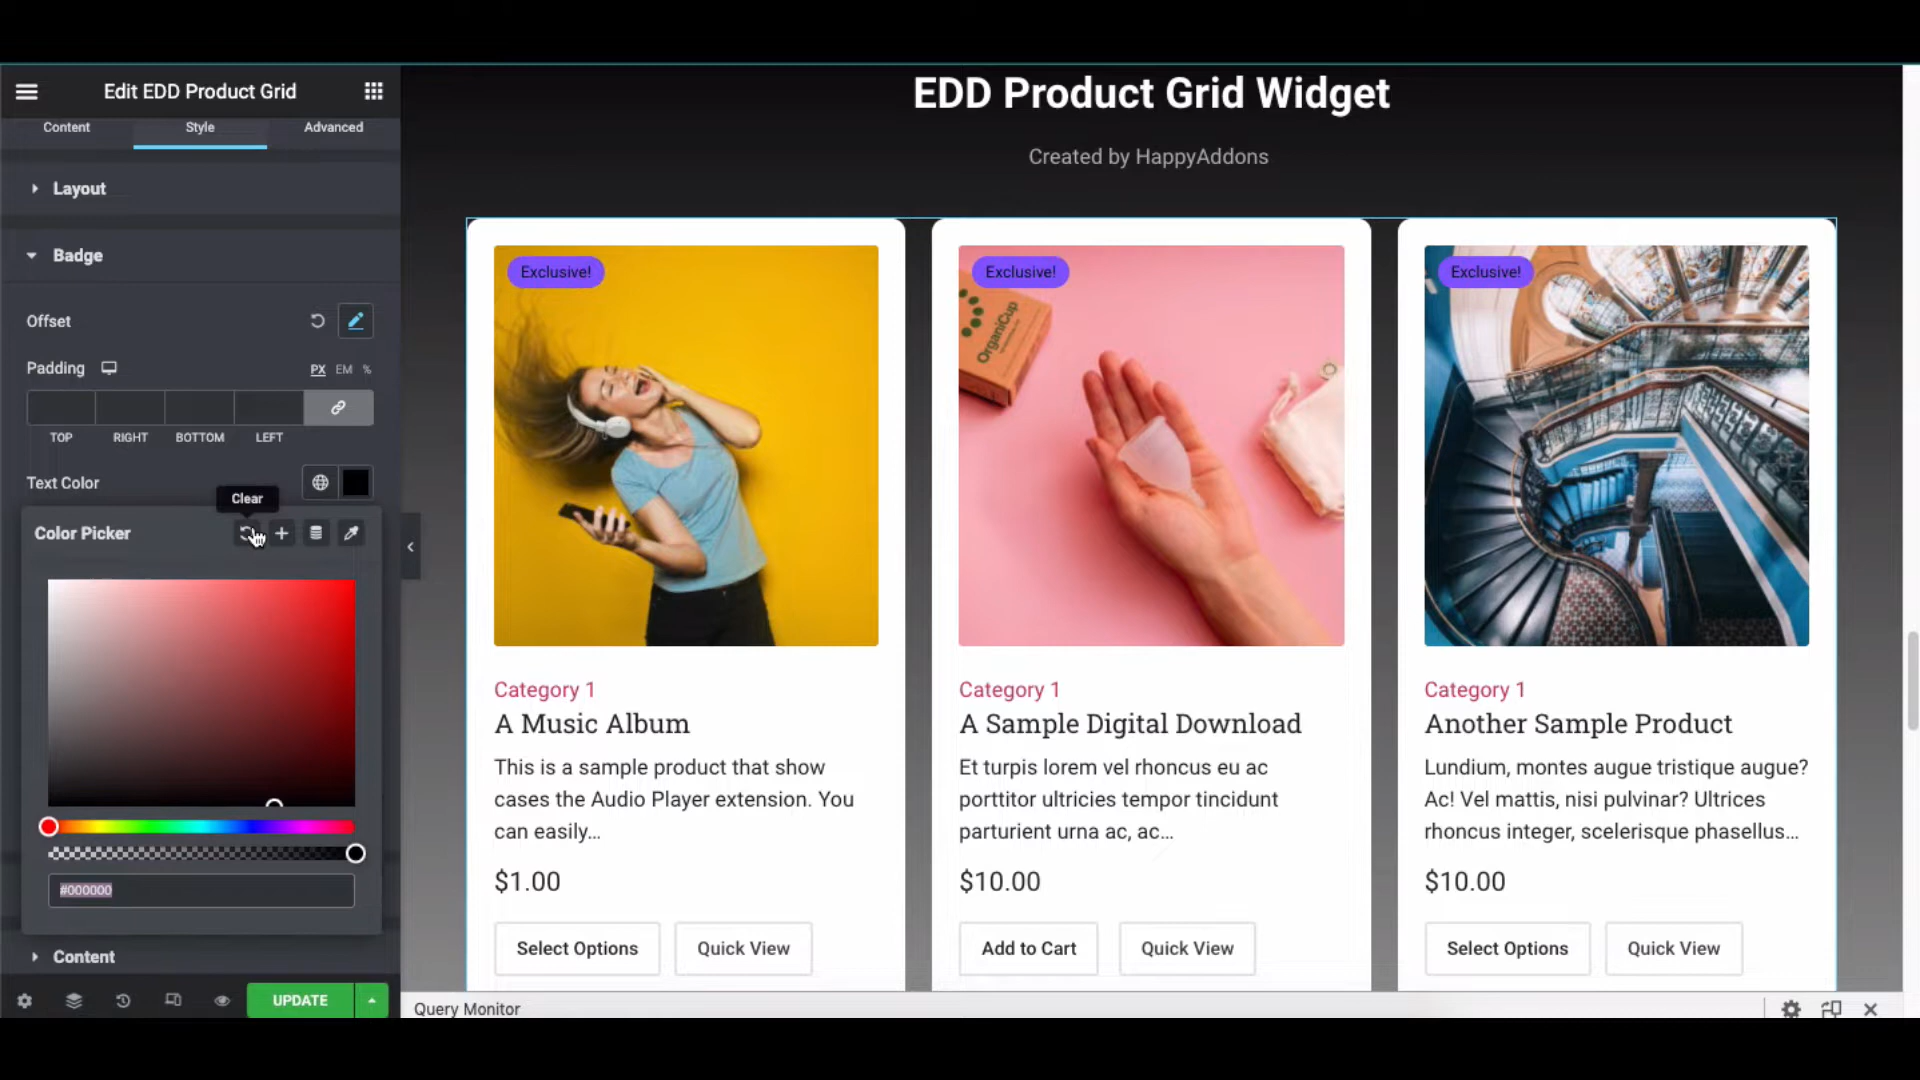 Edit EDD Product Grid
Content
Style
Advanced
Layout
Badge
Offset
Padding
PX
EM
%
TOP
RIGHT
BOTTOM
LEFT
Text Color
Clear
Color Picker
#000000
Content
UPDATE
EDD Product Grid Widget
Created by HappyAddons
Exclusive!
Exclusive!
OrganiCup
Exclusive!
Category 1
A Music Album
This is a sample product that show
cases the Audio Player extension. You
can easily...
$1.00
Select Options
Quick View
Category 1
A Sample Digital Download
Et turpis lorem vel rhoncus eu ac
porttitor ultricies tempor tincidunt
parturient urna ac, ac...
$10.00
Add to Cart
Quick View
Category 1
Another Sample Product
Lundium, montes augue tristique augue?
Ac! Vel mattis, nisi pulvinar? Ultrices
rhoncus integer, scelerisque phasellus...
$10.00
Select Options
Quick View
Query Monitor